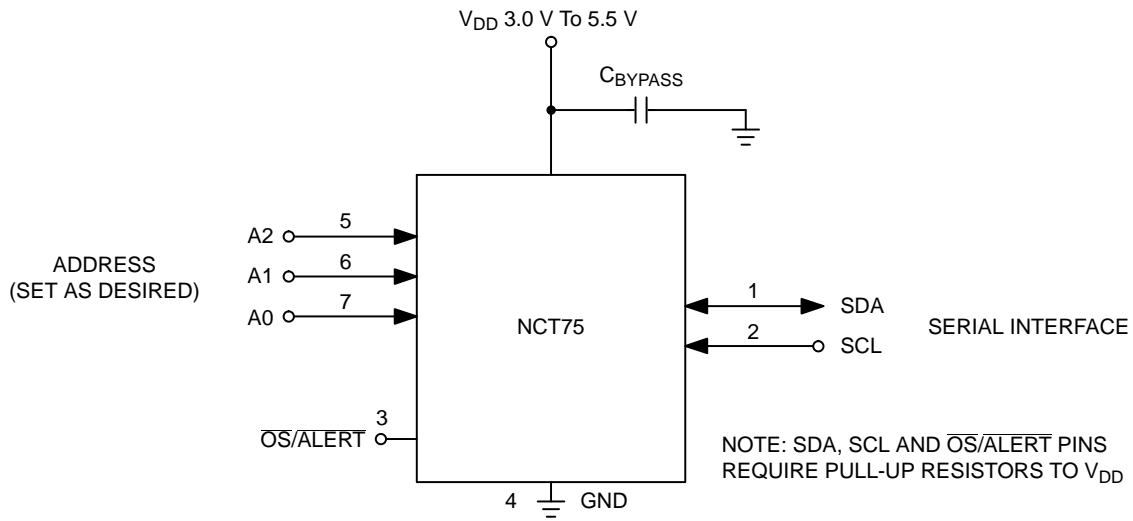 VDD 3.0 V To 5.5 V
CBYPASS
A2
5
A1
6
A0
7
ADDRESS
(SET AS DESIRED)
NCT75
1
SDA
2
SCL
SERIAL INTERFACE
OS/ALERT
3
NOTE: SDA, SCL AND OS/ALERT PINS
REQUIRE PULL-UP RESISTORS TO VDD
4
GND